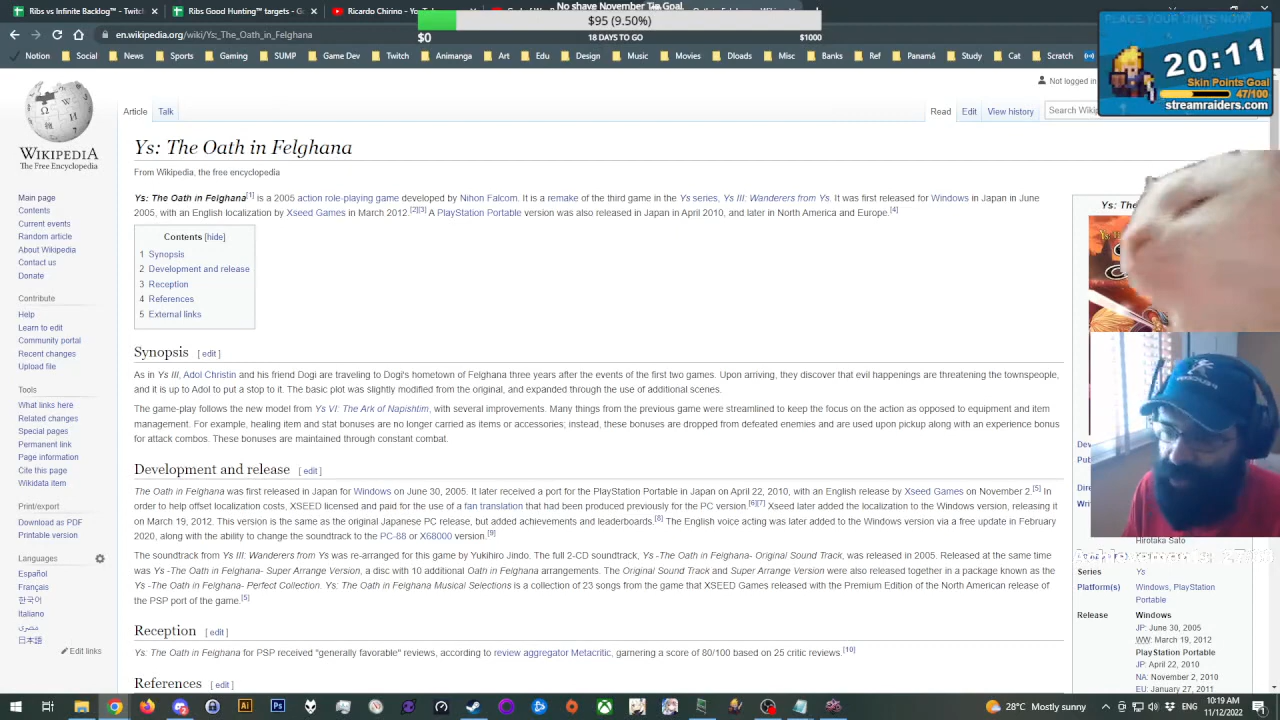 BG/RPG - Twitch
$95 (9.50%)
$0
18 DAYS TO GO
$1000
PLACE YOUR UNITS NOW!
20:11
Skin Points Goal
47/100
streamraiders.com
en.wikipedia.org/wiki/Ys_The_Oath_in_Felghana
Notion Social News Sports Gaming SUMP Game Dev Twitch Animanga Art Edu Design Music Dloads Misc Banks Ref Panamá Study Cat Socrative
Not logged in
Article Talk Read Edit View history
WIKIPEDIA
The Free Encyclopedia
Main page
Contents
Current events
Random article
About Wikipedia
Contact us
Donate
Contribute
Help
Learn to edit
Community portal
Recent changes
Upload file
Tools
What links here
Related changes
Special pages
Permanent link
Page information
Cite this page
Wikidata item
Print/export
Download as PDF
Printable version
Languages
Español
Français
한국어
Italiano
مصرى
日本語
Edit links
Ys: The Oath in Felghana
From Wikipedia, the free encyclopedia
Ys: The Oath in Felghana[1] is a 2005 action role-playing game developed by Nihon Falcom. It is a remake of the third game in the Ys series, Ys III: Wanderers from Ys. It was first released for Windows in Japan in June
2005, with an English localization by Xseed Games in March 2012.[2][3] A PlayStation Portable version was also released in Japan in April 2010, and later in North America and Europe.[4]
Contents [hide]
1 Synopsis
2 Development and release
3 Reception
4 References
5 External links
Synopsis [ edit ]
As in Ys III, Adol Christin and his friend Dogi are traveling to Dogi's hometown of Felghana three years after the events of the first two games. Upon arriving, they discover that evil happenings are threatening the townspeople,
and it is up to Adol to put a stop to it. The basic plot was slightly modified from the original, and expanded through the use of additional scenes.
The game-play follows the new model from Ys VI: The Ark of Napishtim, with several improvements. Many things from the previous game were streamlined to keep the focus on the action as opposed to equipment and item
management. For example, healing item and stat bonuses are no longer carried as items or accessories; instead, these bonuses are dropped from defeated enemies and are used upon pickup along with an experience bonus
for attack combos. These bonuses are maintained through constant combat.
Development and release [ edit ]
The Oath in Felghana was first released in Japan for Windows on June 30, 2005. It later received a port for the PlayStation Portable in Japan on April 22, 2010, with an English release by Xseed Games on November 2.[5] In
order to help offset localization costs, XSEED licensed and paid for the use of a fan translation that had been produced previously for the PC version.[6][7] Xseed later added the localization to the Windows version, releasing it
on March 19, 2012. This version is the same as the original Japanese PC release, but added achievements and leaderboards.[8] The English voice acting was later added to the Windows version via a free update in February
2020, along with the ability to change the soundtrack to the PC-88 or X68000 version.[9]
The soundtrack from Ys III: Wanderers from Ys was re-arranged for this game by Yukihiro Jindo. The full 2-CD soundtrack, Ys -The Oath in Felghana- Original Sound Track, was released in 2005. Released at the same time
was Ys -The Oath in Felghana- Super Arrange Version, a disc with 10 additional Oath in Felghana arrangements. The Original Sound Track and Super Arrange Version were also released together in a package known as the
Ys -The Oath in Felghana- Perfect Collection. Ys: The Oath in Felghana Musical Selections is a collection of 23 songs from the game that XSEED Games released with the Premium Edition of the North American release of
the PSP port of the game.[5]
Reception [ edit ]
Ys: The Oath in Felghana for PSP received "generally favorable" reviews, according to review aggregator Metacritic, garnering a score of 80/100 based on 25 critic reviews.[10]
References [ edit ]
Hirotaka Sato
Series Ys
Platform(s) Windows, PlayStation
Portable
Release Windows
JP: June 30, 2005
WW: March 19, 2012
PlayStation Portable
JP: April 22, 2010
NA: November 2, 2010
EU: January 27, 2011
10:19 AM
11/12/2022